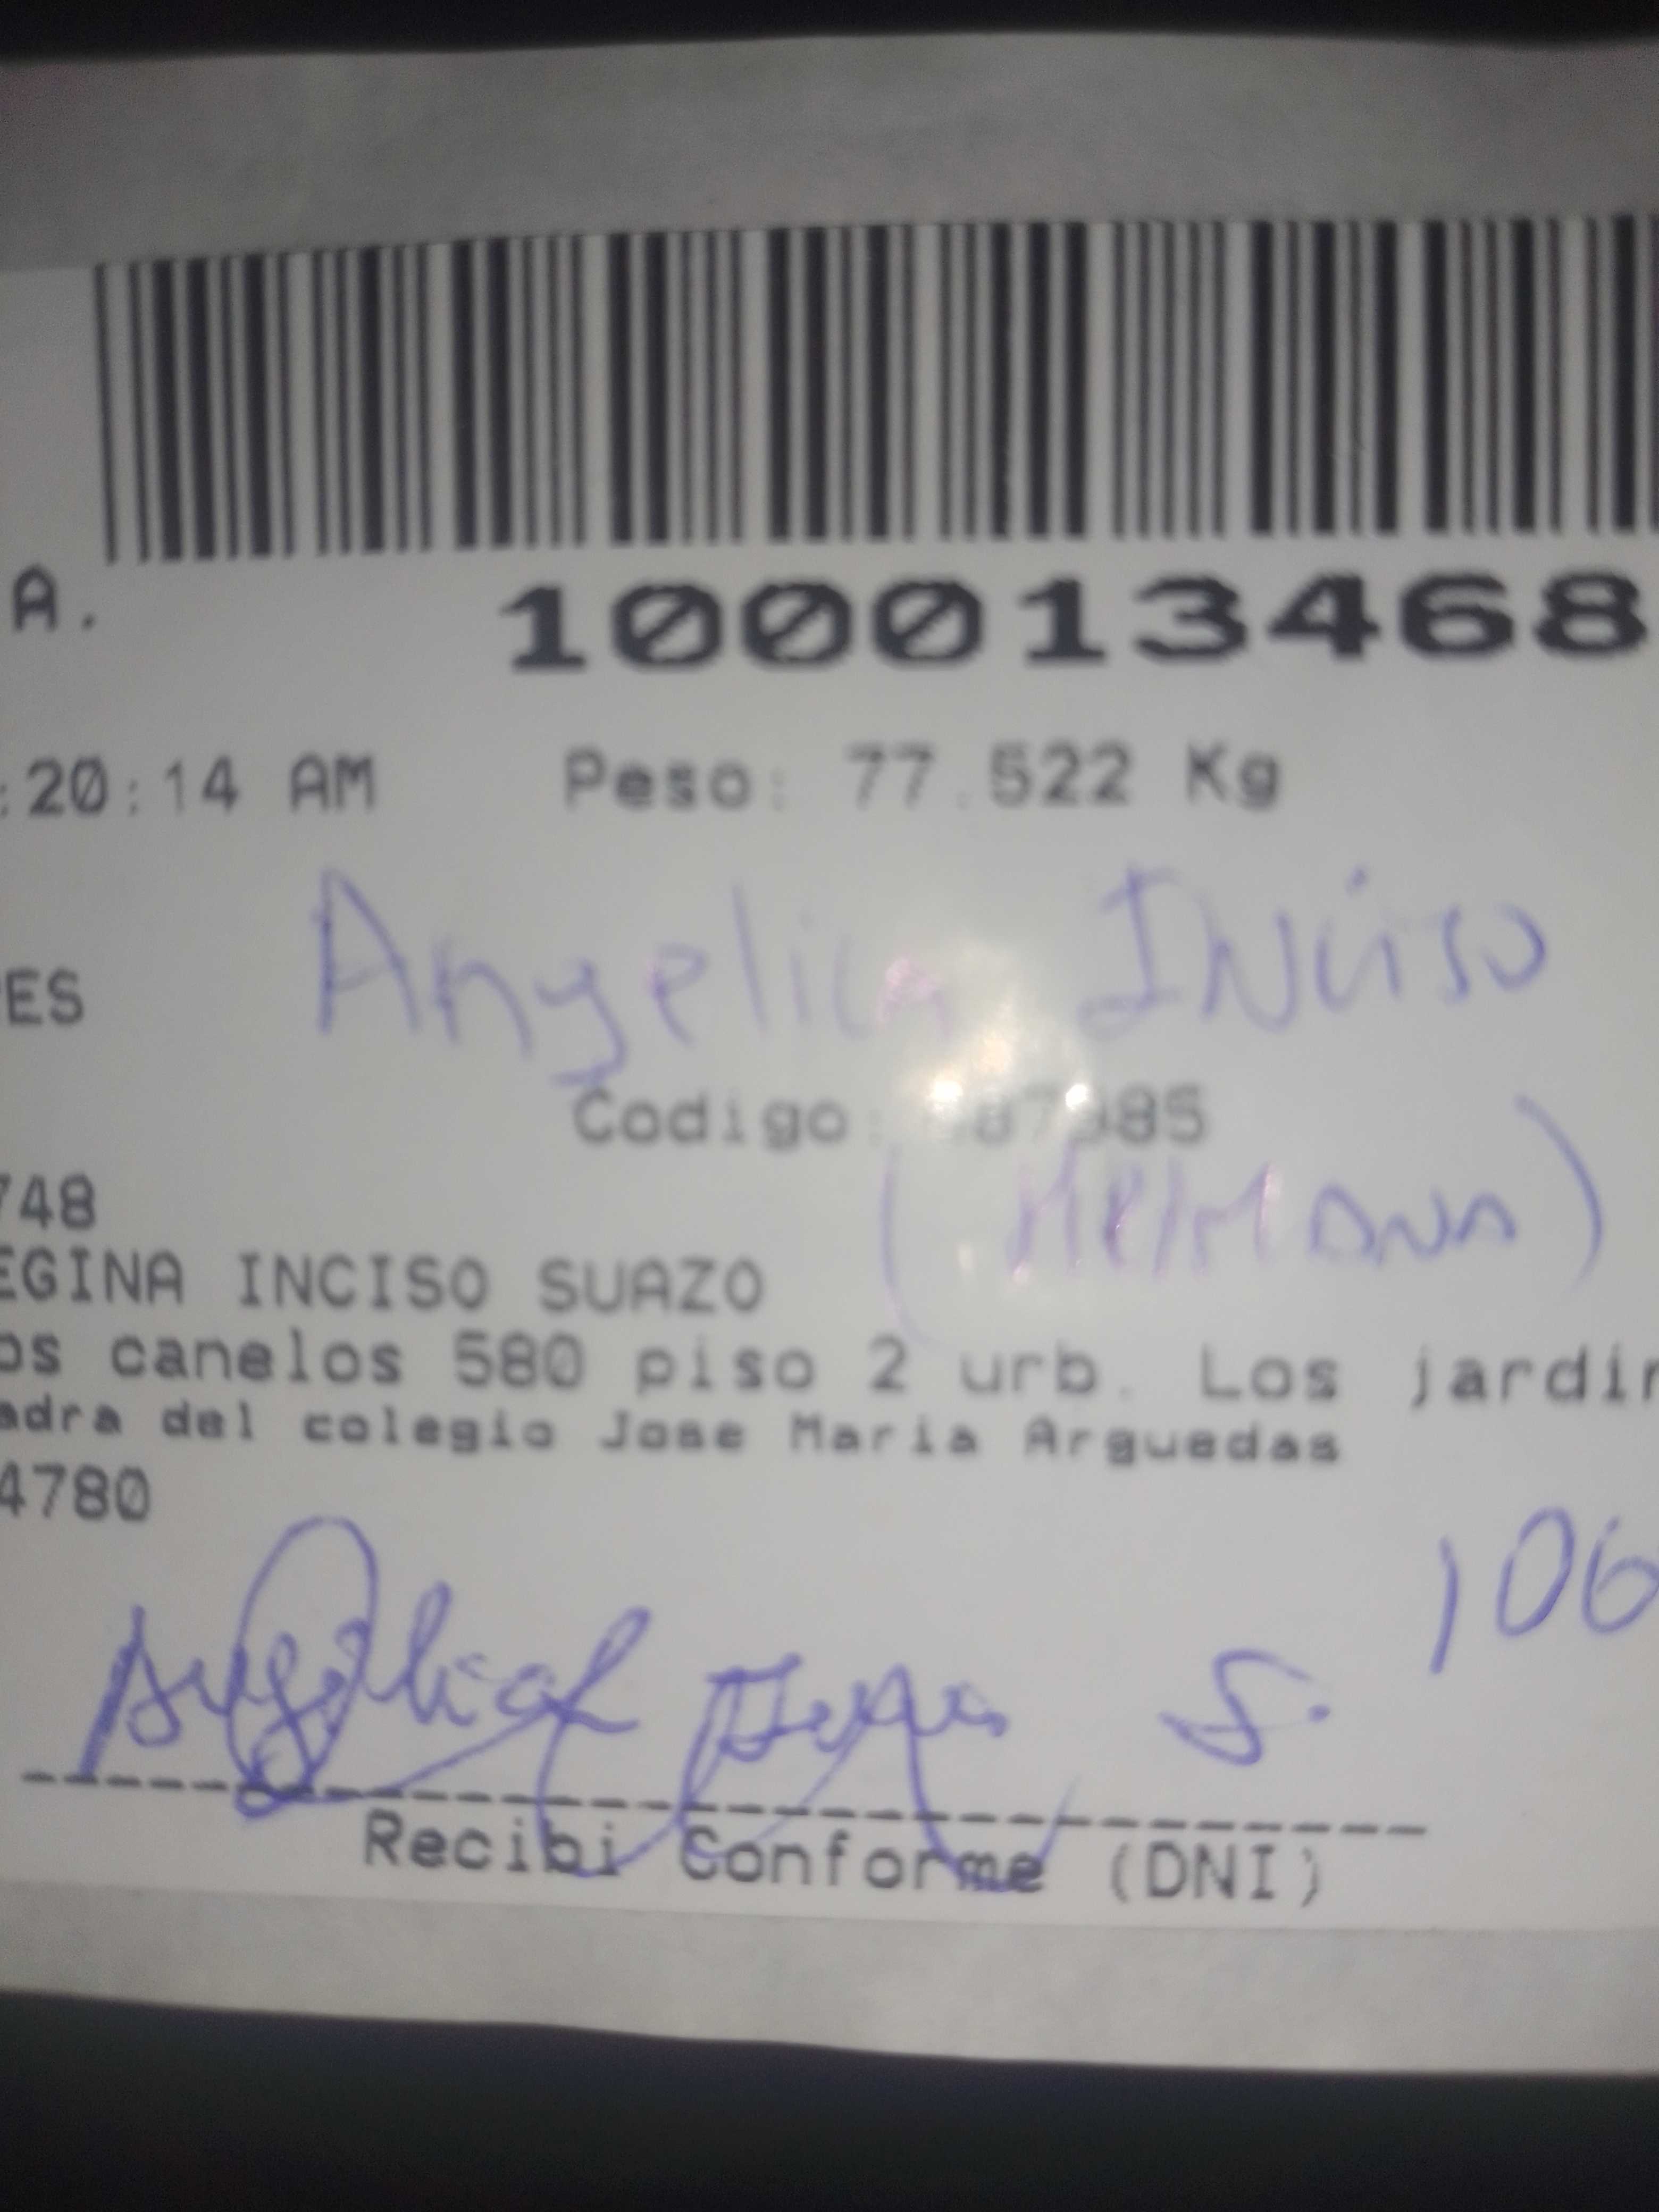 A. 100013468
:20:14 AM Peso: 77.522 Kg
Angelica INCiso
ES
Codigo
748
(HERMANA)
EGINA INCISO SUAZO
os canelos 580 piso 2 urb. Los jardin
adra del colegio Jose Maria Arguedas
4780
106
S.
Recibi Conforme (DNI)